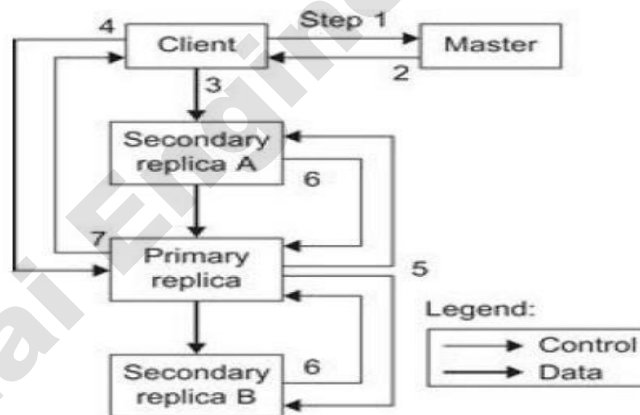 4
Step 1
Client
Master
2
3
Secondary
replica A
6
7
Primary
replica
5
Legend:
Control
Data
6
Secondary
replica B